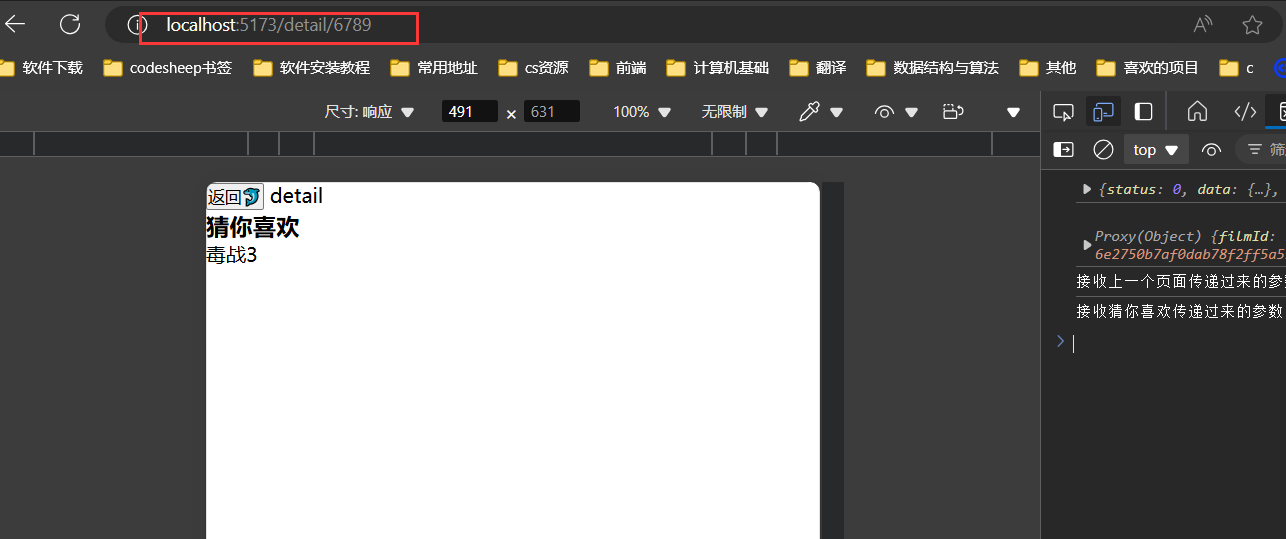 localhost:5173/detail/6789
软件下载 codesheep书签 软件安装教程 常用地址 cs资源 前端 计算机基础 翻译 数据结构与算法 其他 喜欢的项目 c
尺寸: 响应 491 × 631 100% 无限制
top 筛
返回 detail
猜你喜欢
毒战3
{status: 0, data: {…},
Proxy(Object) {filmId:
6e2750b7af0dab78f2ff5a5
接收上一个页面传递过来的参
接收猜你喜欢传递过来的参数